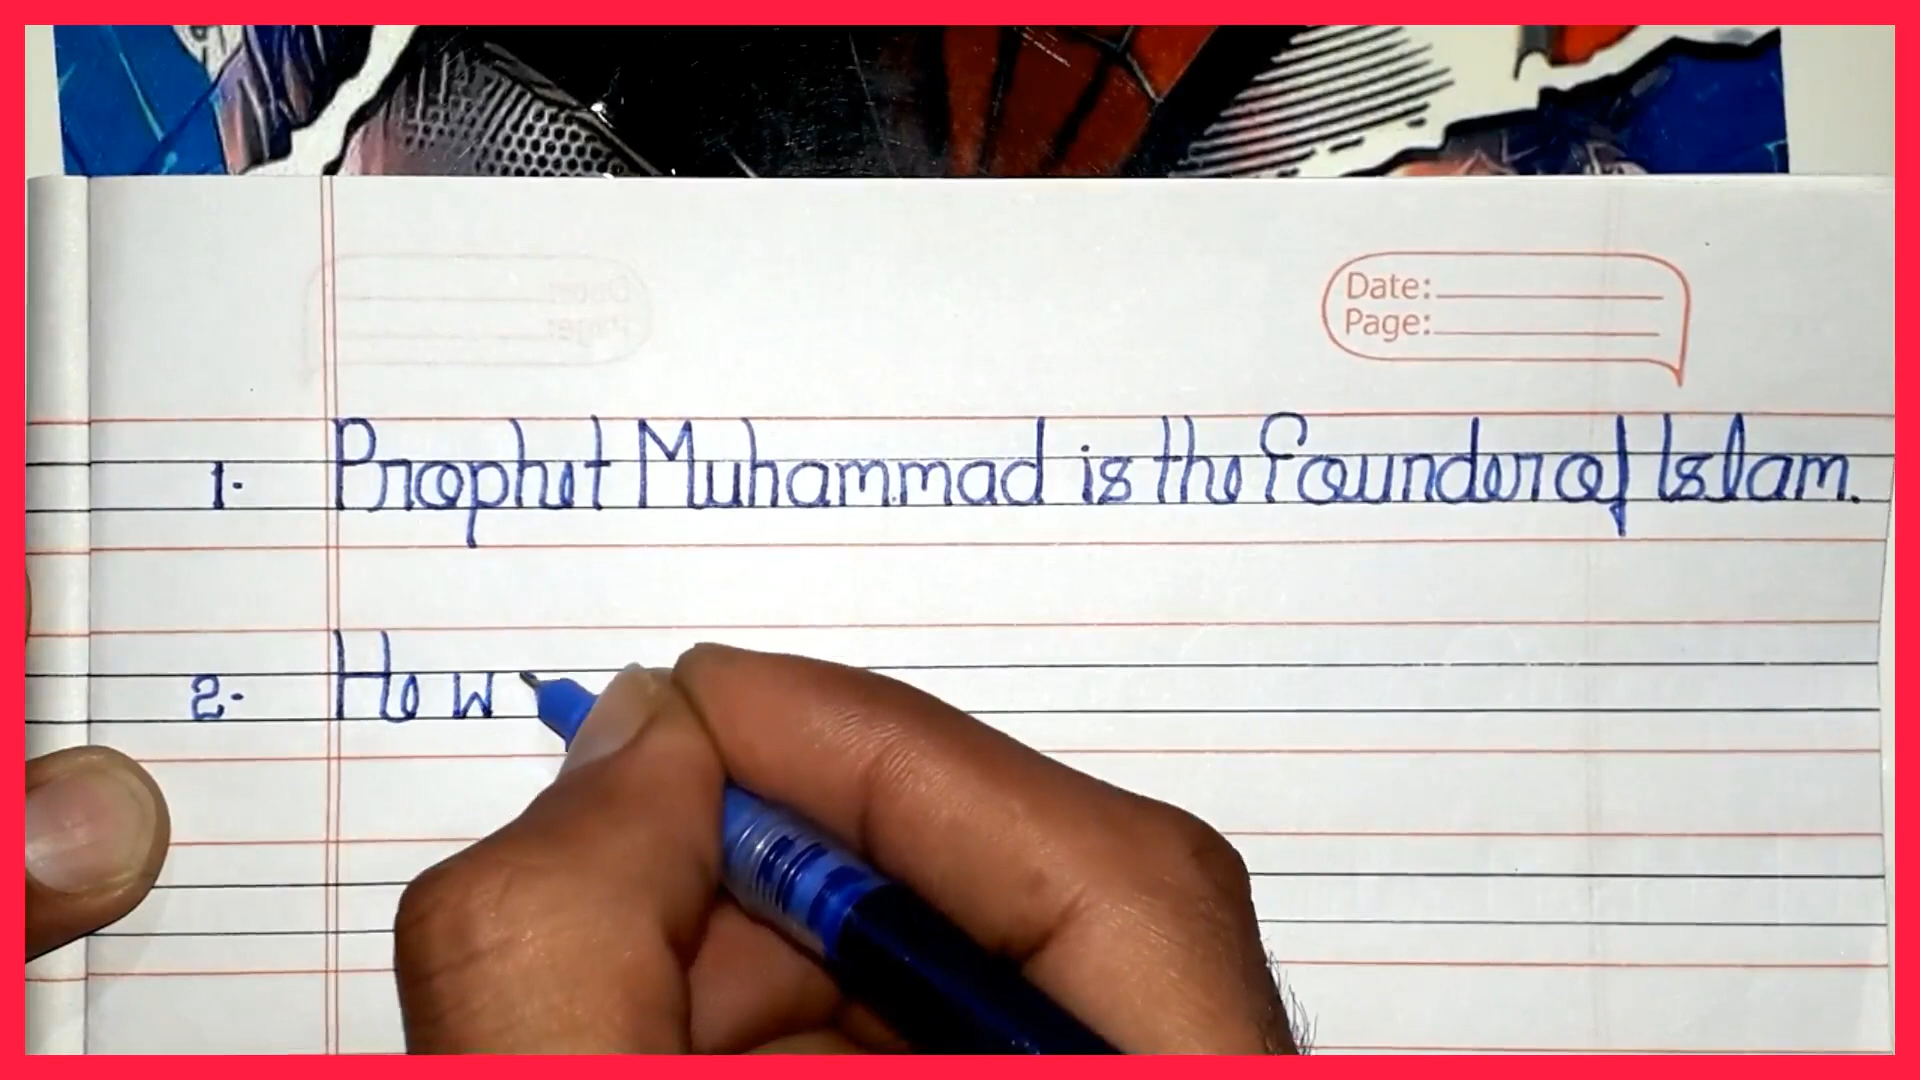 Date:
Page:
1. Prophet Muhammad is the founder of Islam.
2. He w